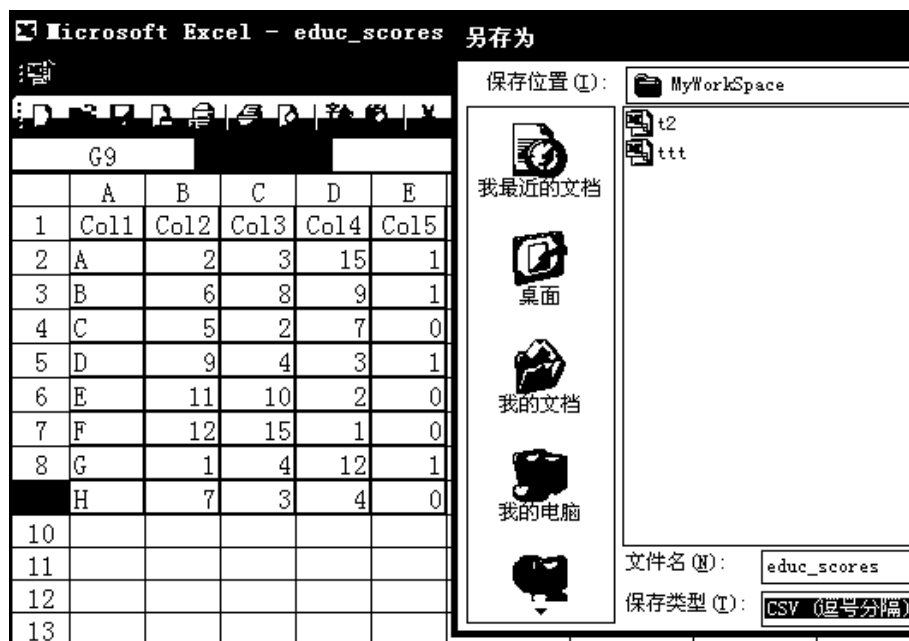 Microsoft Excel - educ_scores
G9
A B C D E
1 Col1 Col2 Col3 Col4 Col5
2 A 2 3 15 1
3 B 6 8 9 1
4 C 5 2 7 0
5 D 9 4 3 1
6 E 11 10 2 0
7 F 12 15 1 0
8 G 1 4 12 1
H 7 3 4 0
10
11
12
13
另存为
保存位置(I):
MyWorkSpace
t2
ttt
我最近的文档
桌面
我的文档
我的电脑
文件名(N):
educ_scores
保存类型(T):
CSV (逗号分隔)